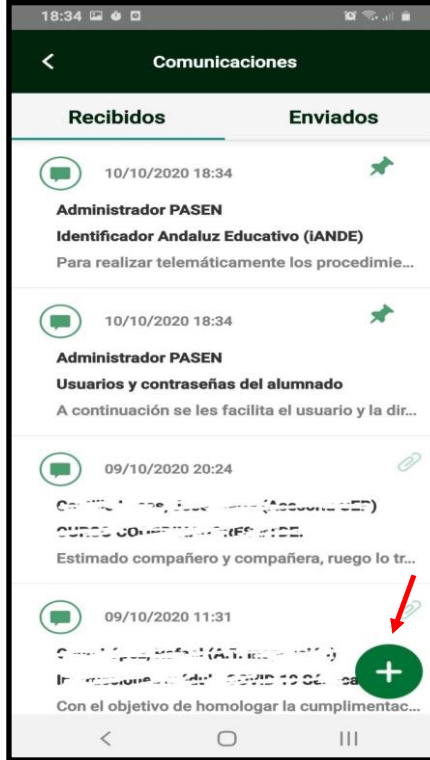 18:34
Comunicaciones
Recibidos Enviados
10/10/2020 18:34
Administrador PASEN
Identificador Andaluz Educativo (iANDE)
Para realizar telemáticamente los procedimie...
10/10/2020 18:34
Administrador PASEN
Usuarios y contraseñas del alumnado
A continuación se les facilita el usuario y la dir...
09/10/2020 20:24
Estimado compañero y compañera, ruego lo tr...
09/10/2020 11:31
Con el objetivo de homologar la cumplimentac...